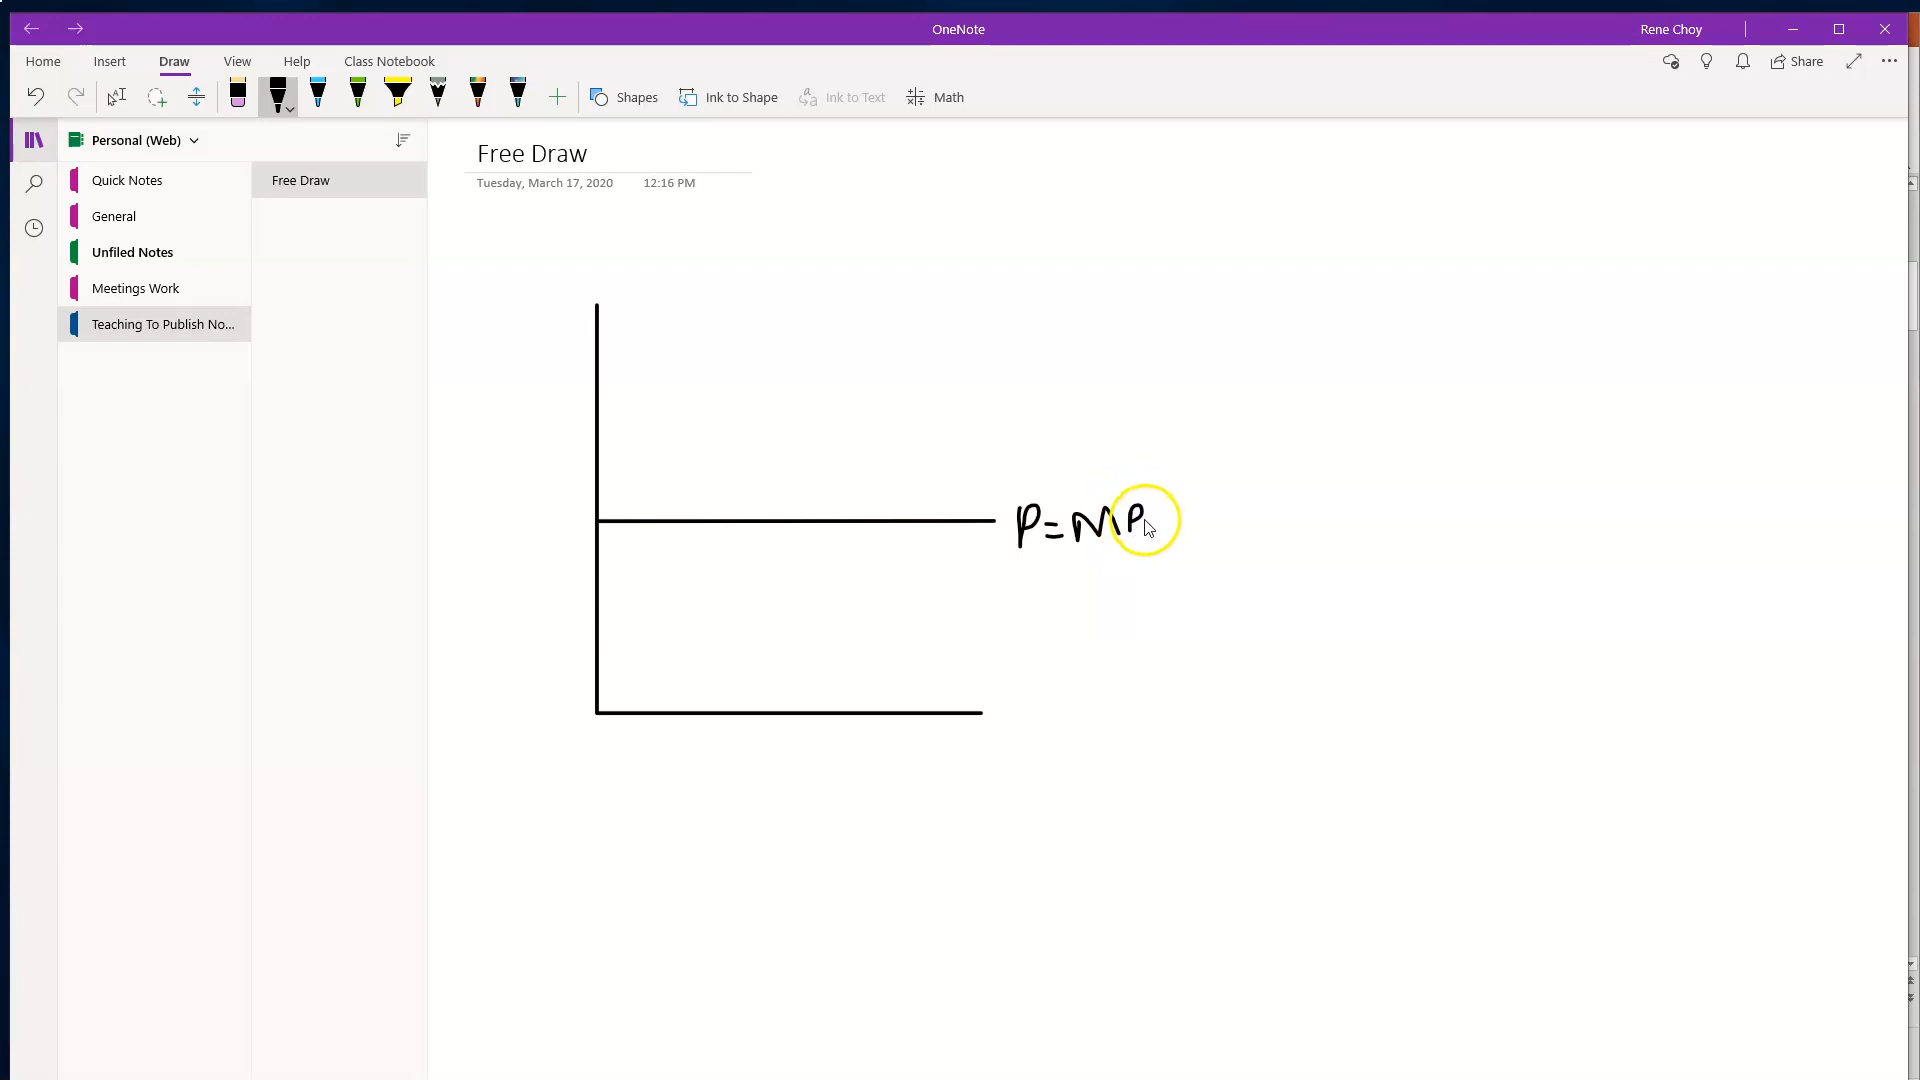 OneNote
Rene Choy
Home Insert Draw View Help Class Notebook
Share
Shapes Ink to Shape Ink to Text Math
Personal (Web)
Quick Notes
General
Unfiled Notes
Meetings Work
Teaching To Publish No...
Free Draw
Free Draw
Tuesday, March 17, 2020 12:16 PM
P=MP